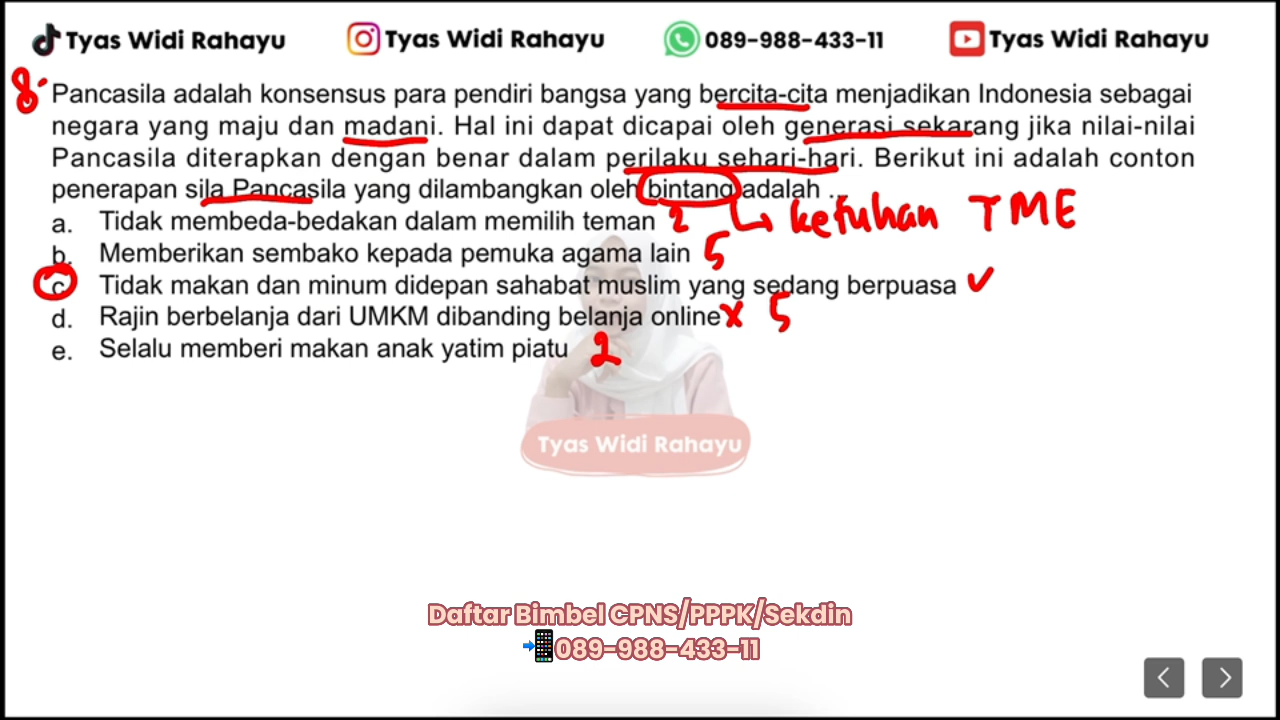 Tyas Widi Rahayu Tyas Widi Rahayu 089-988-433-11 Tyas Widi Rahayu
8. Pancasila adalah konsensus para pendiri bangsa yang bercita-cita menjadikan Indonesia sebagai
negara yang maju dan madani. Hal ini dapat dicapai oleh generasi sekarang jika nilai-nilai
Pancasila diterapkan dengan benar dalam perilaku sehari-hari. Berikut ini adalah conton
penerapan sila Pancasila yang dilambangkan oleh bintang adalah ...
a. Tidak membeda-bedakan dalam memilih teman 2 ketuhan TME
b. Memberikan sembako kepada pemuka agama lain 5
c. Tidak makan dan minum didepan sahabat muslim yang sedang berpuasa ✓
d. Rajin berbelanja dari UMKM dibanding belanja online x 5
e. Selalu memberi makan anak yatim piatu 2
Tyas Widi Rahayu
Daftar Bimbel CPNS/PPPK/Sekdin
089-988-433-11